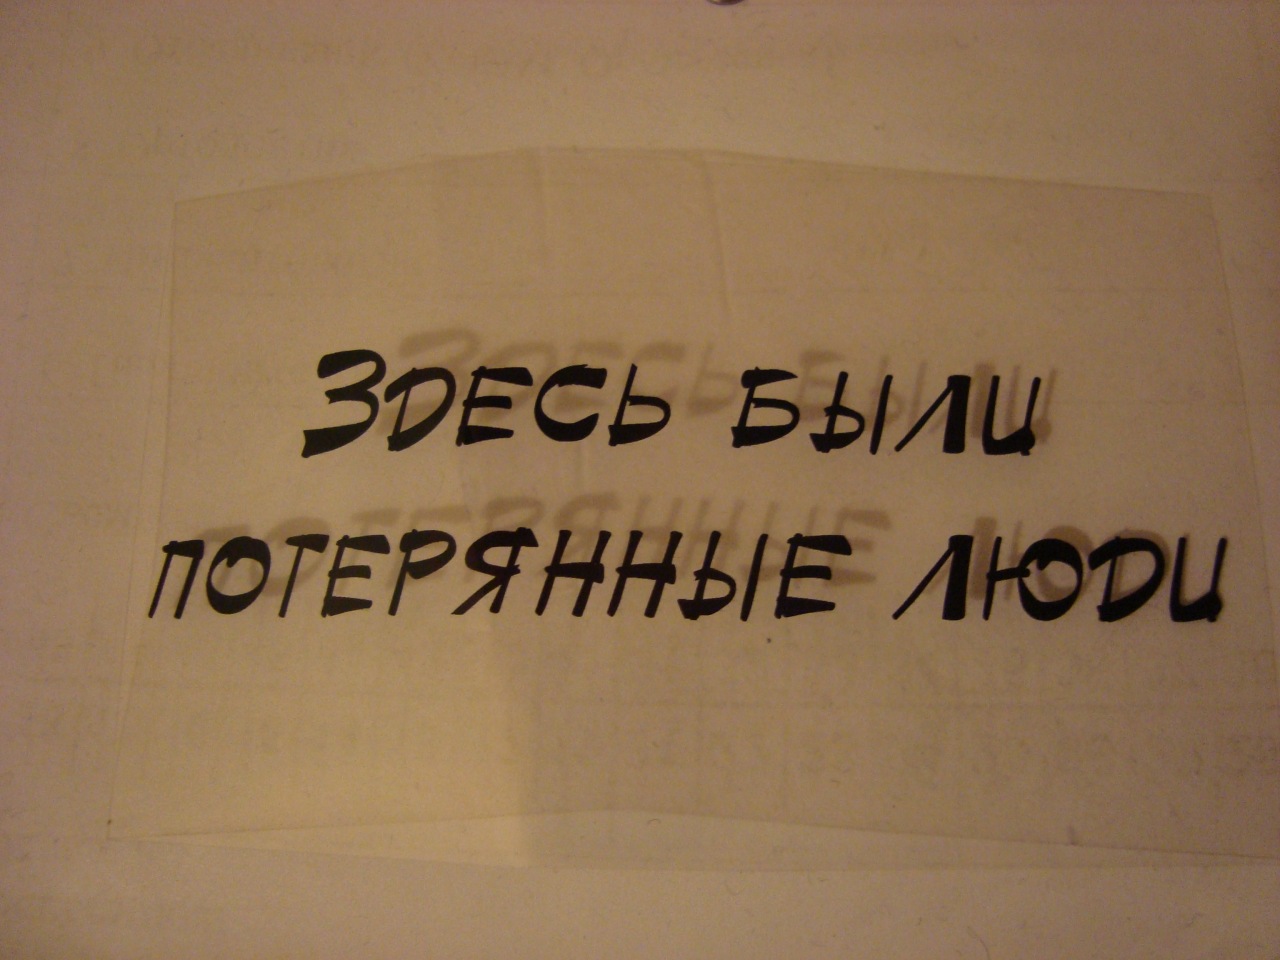 Здесь были
потерянные люди